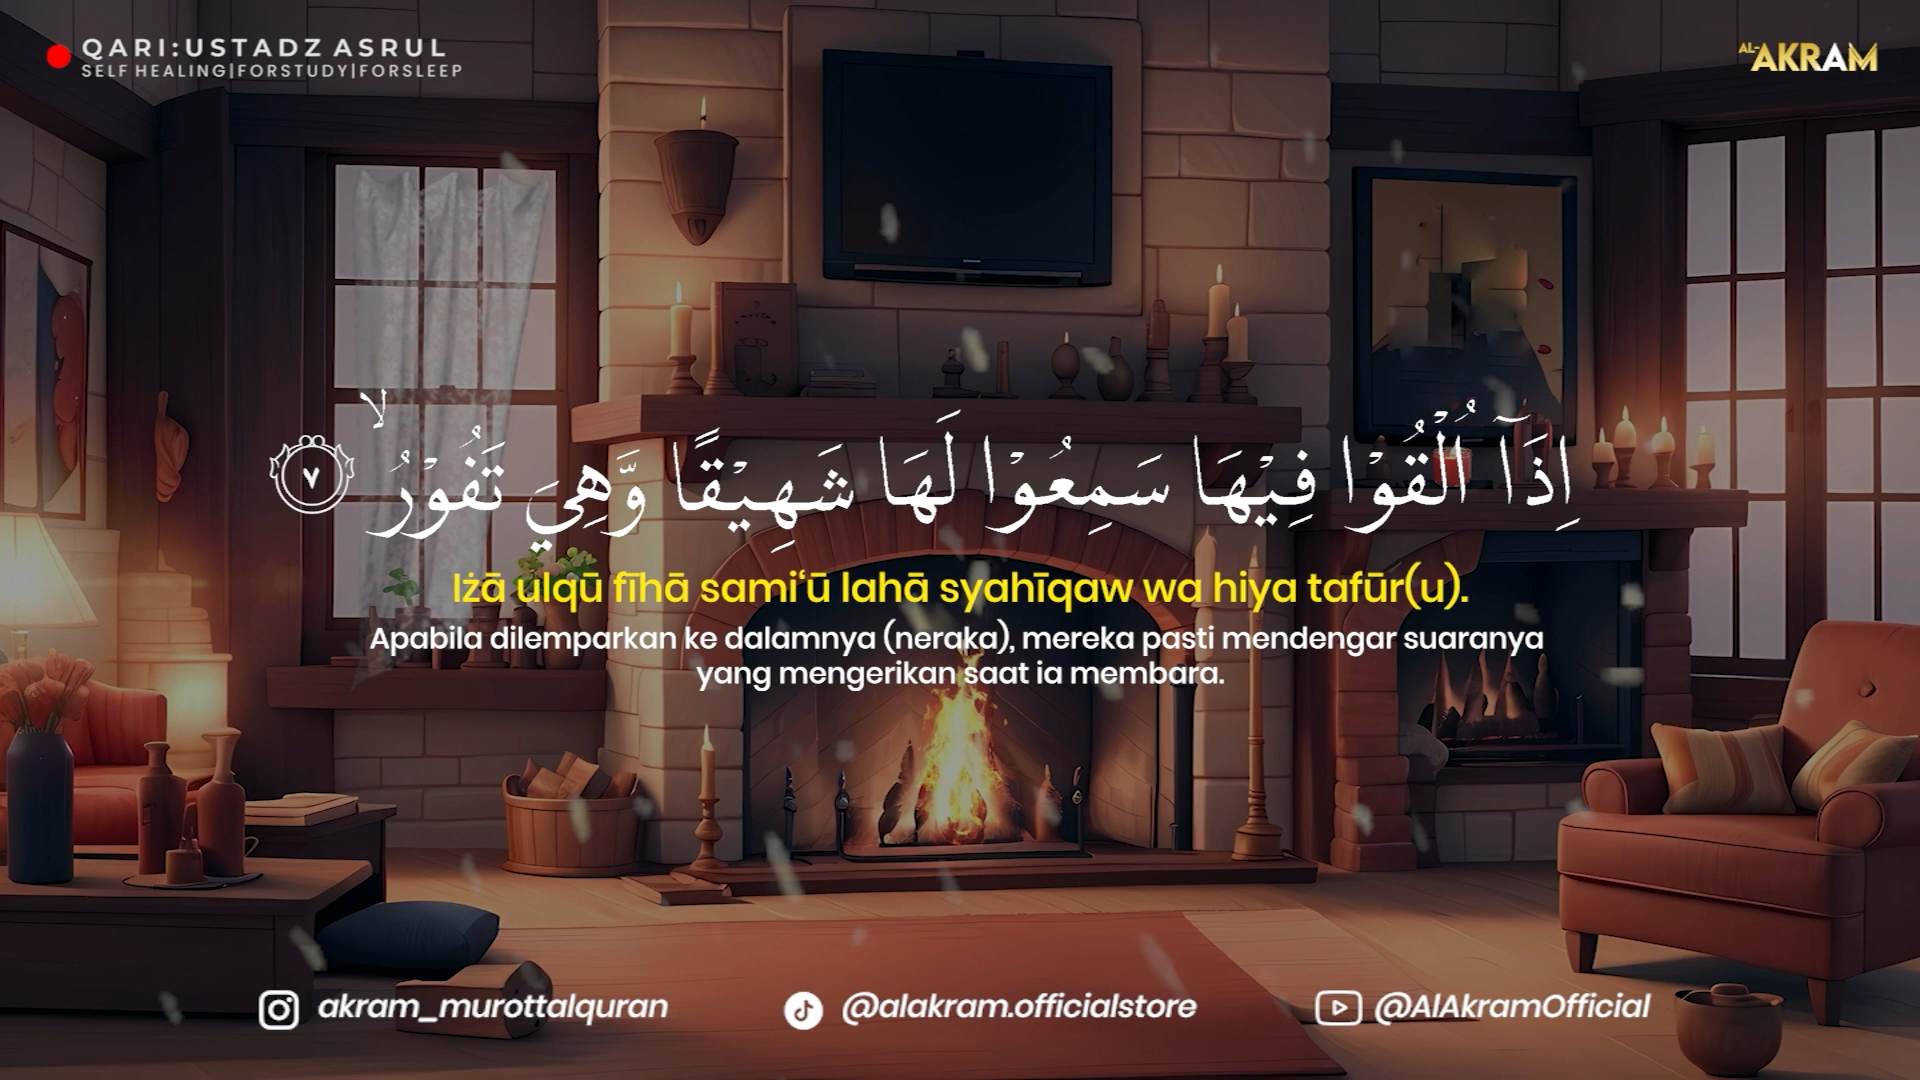 QARI:USTADZ ASRUL
SELF HEALING|FORSTUDY|FORSLEEP
AL-AKRAM
اِذَآ اُلْقُوْا فِيْهَا سَمِعُوْا لَهَا شَهِيْقًا وَّهِيَ تَفُوْرُۙ ٧
Iżā ulqū fīhā sami‘ū lahā syahīqaw wa hiya tafūr(u).
Apabila dilemparkan ke dalamnya (neraka), mereka pasti mendengar suaranya
yang mengerikan saat ia membara.
akram_murottalquran
@alakram.officialstore
@AlAkramOfficial